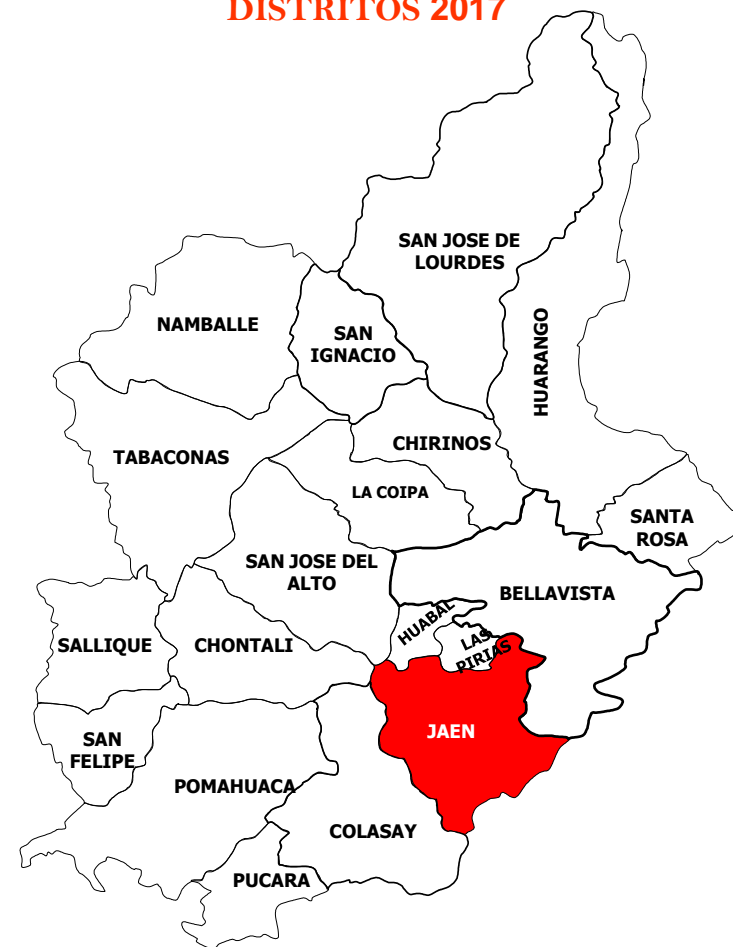 DISTRITOS 2017
SAN JOSE DE
LOURDES
NAMBALLE
SAN
IGNACIO
HUARANGO
CHIRINOS
TABACONAS
LA COIPA
SANTA
ROSA
SAN JOSE DEL
ALTO
BELLAVISTA
HUABAL
LAS
PIRIAS
SALLIQUE
CHONTALI
JAEN
SAN
FELIPE
POMAHUACA
COLASAY
PUCARA